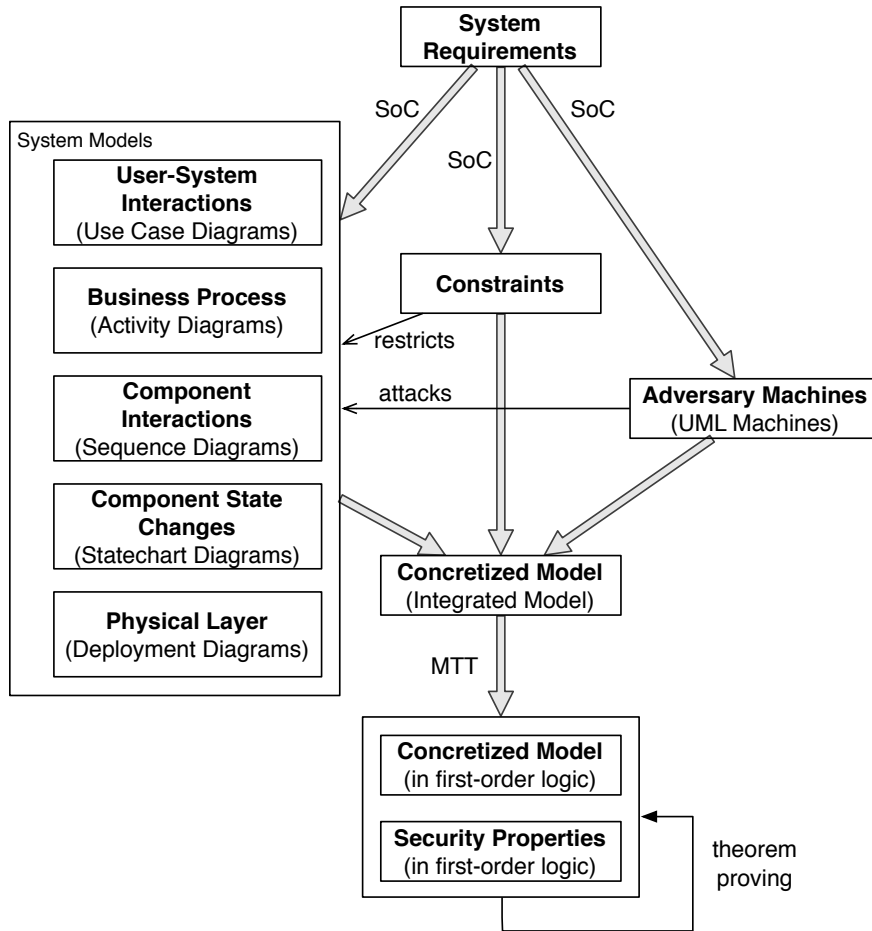 System
Requirements
SoC
SoC
SoC
System Models
User-System
Interactions
(Use Case Diagrams)
Business Process
(Activity Diagrams)
Component
Interactions
(Sequence Diagrams)
Component State
Changes
(Statechart Diagrams)
Physical Layer
(Deployment Diagrams)
Constraints
restricts
attacks
Adversary Machines
(UML Machines)
Concretized Model
(Integrated Model)
MTT
Concretized Model
(in first-order logic)
Security Properties
(in first-order logic)
theorem
proving